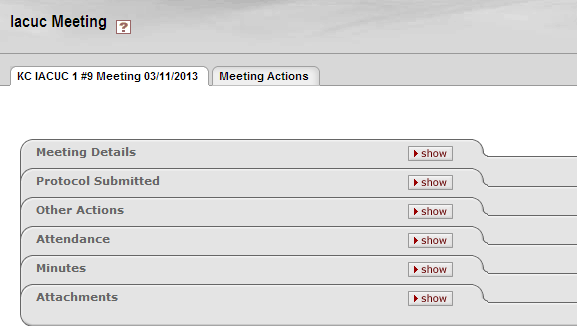 Iacuc Meeting ?
KC IACUC 1 #9 Meeting 03/11/2013 Meeting Actions
Meeting Details show
Protocol Submitted show
Other Actions show
Attendance show
Minutes show
Attachments show